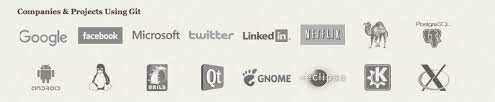 Companies & Projects Using Git
Google facebook Microsoft twitter LinkedIn NETFLIX PostgreSQL
ANDROID RAILS Qt GNOME eclipse K X